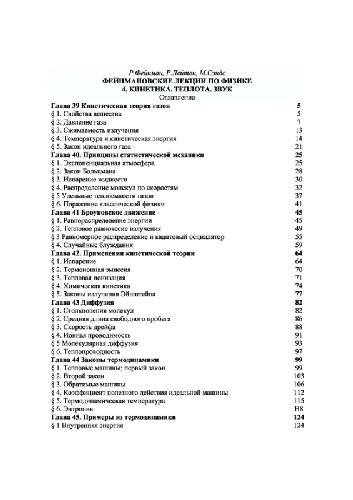 Р.Фейнман, Р.Лейтон, М.Сэндс
ФЕЙНМАНОВСКИЕ ЛЕКЦИИ ПО ФИЗИКЕ
4. КИНЕТИКА. ТЕПЛОТА. ЗВУК
Оглавление
Глава 39 Кинетическая теория газов 5
§ 1. Свойства вещества 5
§ 2. Давление газа 7
§ 3. Сжимаемость излучения 13
§ 4. Температура и кинетическая энергия 14
§ 5. Закон идеального газа 21
Глава 40. Принципы статистической механики 25
§ 1. Экспоненциальная атмосфера 25
§ 2. Закон Больцмана 28
§ 3. Испарение жидкости 30
§ 4. Распределение молекул по скоростям 32
§ 5 Удельные теплоемкости газов 37
§ 6. Поражение классической физики 41
Глава 41 Броуновское движение 45
§ 1. Равнораспределение энергии 45
§ 2. Тепловое равновесие излучения 49
§ 3 Равномерное распределение и квантовый осциллятор 55
§ 4. Случайные блуждания 59
Глава 42. Применения кинетической теории 64
§ 1. Испарение 64
§ 2. Термоионная эмиссия 70
§ 3. Тепловая ионизация 71
§ 4. Химическая кинетика 74
§ 5. Законы излучения Эйнштейна 77
Глава 43 Диффузия 82
§ 1. Столкновения молекул 82
§ 2. Средняя длина свободного пробега 86
§ 3. Скорость дрейфа 88
§ 4. Ионная проводимость 91
§ 5 Молекулярная диффузия 93
§ 6. Теплопроводность 97
Глава 44 Законы термодинамики 99
§ 1. Тепловые машины; первый закон 99
§ 2. Второй закон 103
§ 3. Обратимые машины 106
§ 4. Коэффициент полезного действия идеальной машины 112
§ 5. Термодинамическая температура 115
§ 6. Энтропия Н8
Глава 45. Примеры из термодинамики 124
§ 1 Внутренняя энергия 124